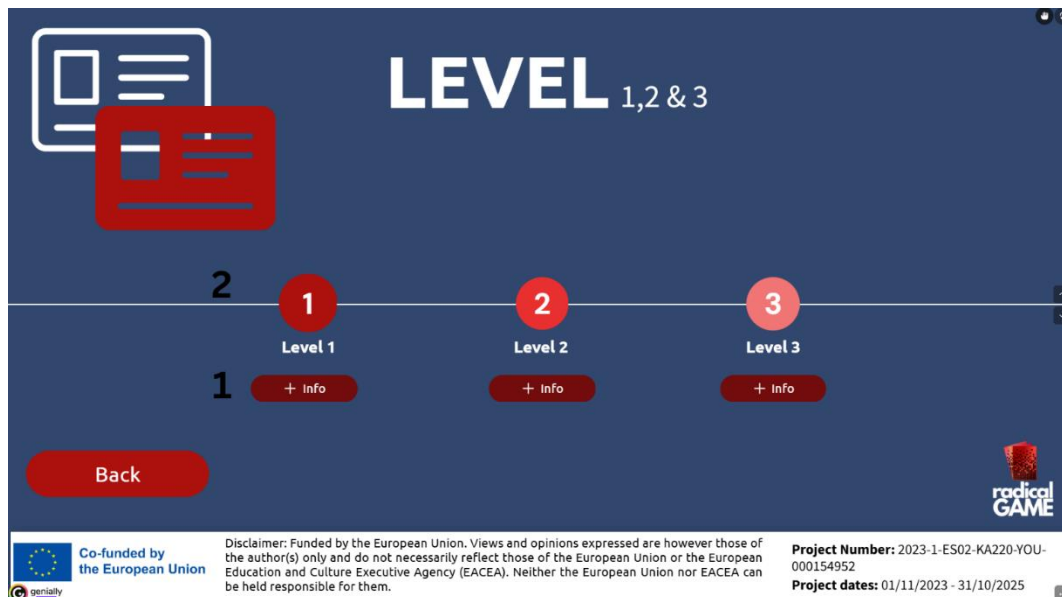 LEVEL 1,2 & 3
2
1
2
3
Level 1
Level 2
Level 3
1
+ Info
+ Info
+ Info
Back
radical
GAME
Co-funded by
the European Union
Disclaimer: Funded by the European Union. Views and opinions expressed are however those of
the author(s) only and do not necessarily reflect those of the European Union or the European
Education and Culture Executive Agency (EACEA). Neither the European Union nor EACEA can
be held responsible for them.
Project Number: 2023-1-ES02-KA220-YOU-
000154952
Project dates: 01/11/2023 - 31/10/2025
genially